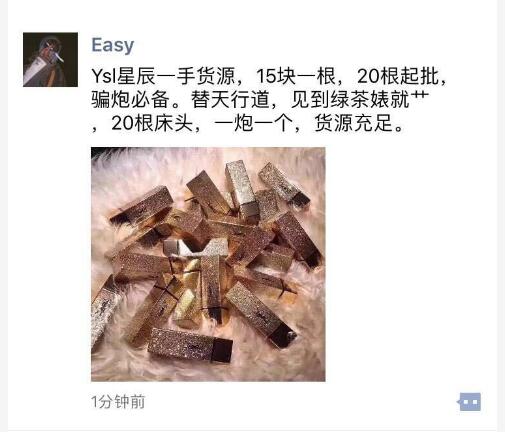 Easy
Ysl星辰一手货源，15块一根，20根起批，
骗炮必备。替天行道，见到绿茶婊就艹
，20根床头，一炮一个，货源充足。
1分钟前